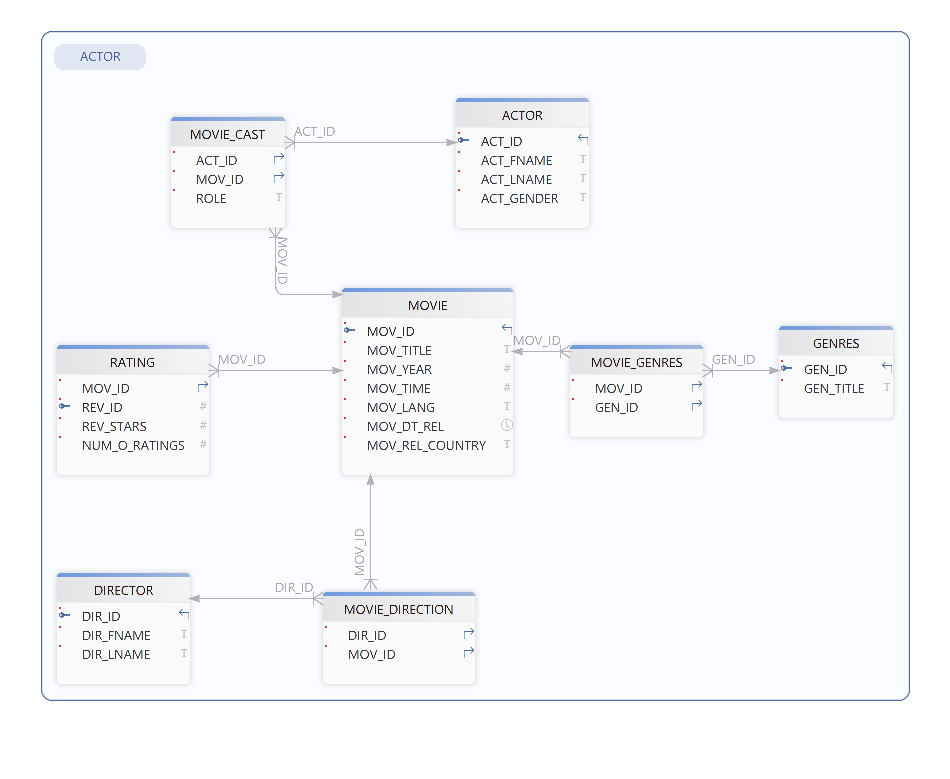 ACTOR
MOVIE_CAST
ACT_ID
MOV_ID
ROLE
ACT_ID
ACTOR
ACT_ID
ACT_FNAME
ACT_LNAME
ACT_GENDER
MOV_ID
MOVIE
MOV_ID
MOV_TITLE
MOV_YEAR
MOV_TIME
MOV_LANG
MOV_DT_REL
MOV_REL_COUNTRY
RATING
MOV_ID
REV_ID
REV_STARS
NUM_O_RATINGS
MOV_ID
MOV_ID
MOVIE_GENRES
MOV_ID
GEN_ID
GEN_ID
GENRES
GEN_ID
GEN_TITLE
MOV_ID
DIRECTOR
DIR_ID
DIR_FNAME
DIR_LNAME
DIR_ID
MOVIE_DIRECTION
DIR_ID
MOV_ID